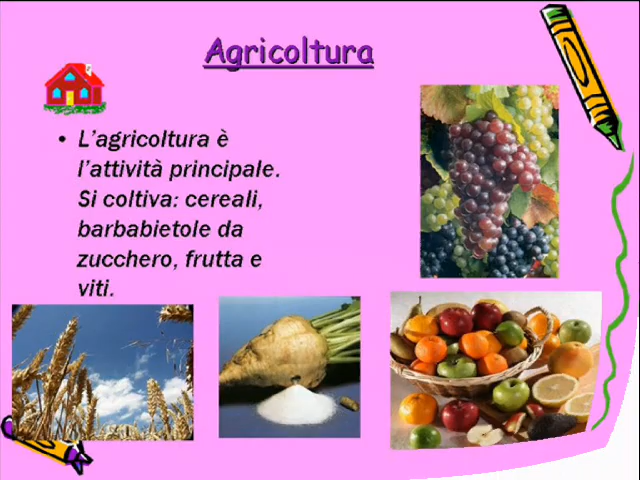 Agricoltura
• L'agricoltura è
l'attività principale.
Si coltiva: cereali,
barbabietole da
zucchero, frutta e
viti.